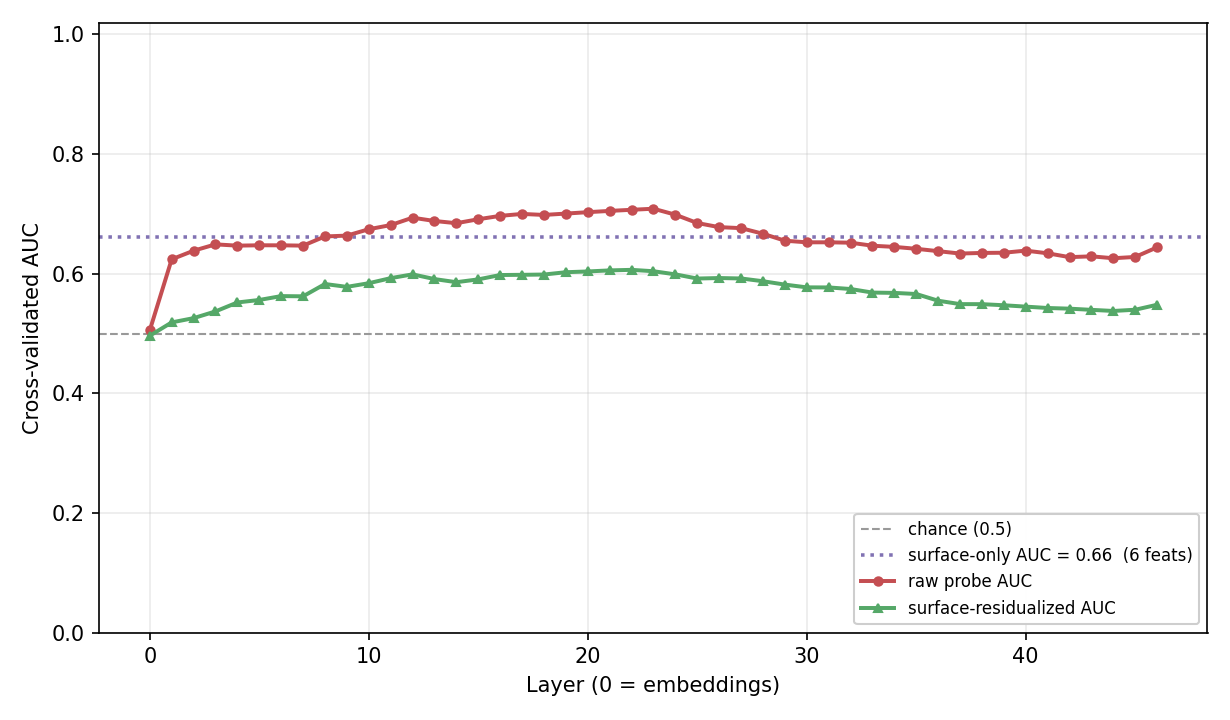 1.0
0.8
0.6
0.4
0.2
0.0
Cross-validated AUC
0 10 20 30 40
Layer (0 = embeddings)
chance (0.5)
surface-only AUC = 0.66 (6 feats)
raw probe AUC
surface-residualized AUC